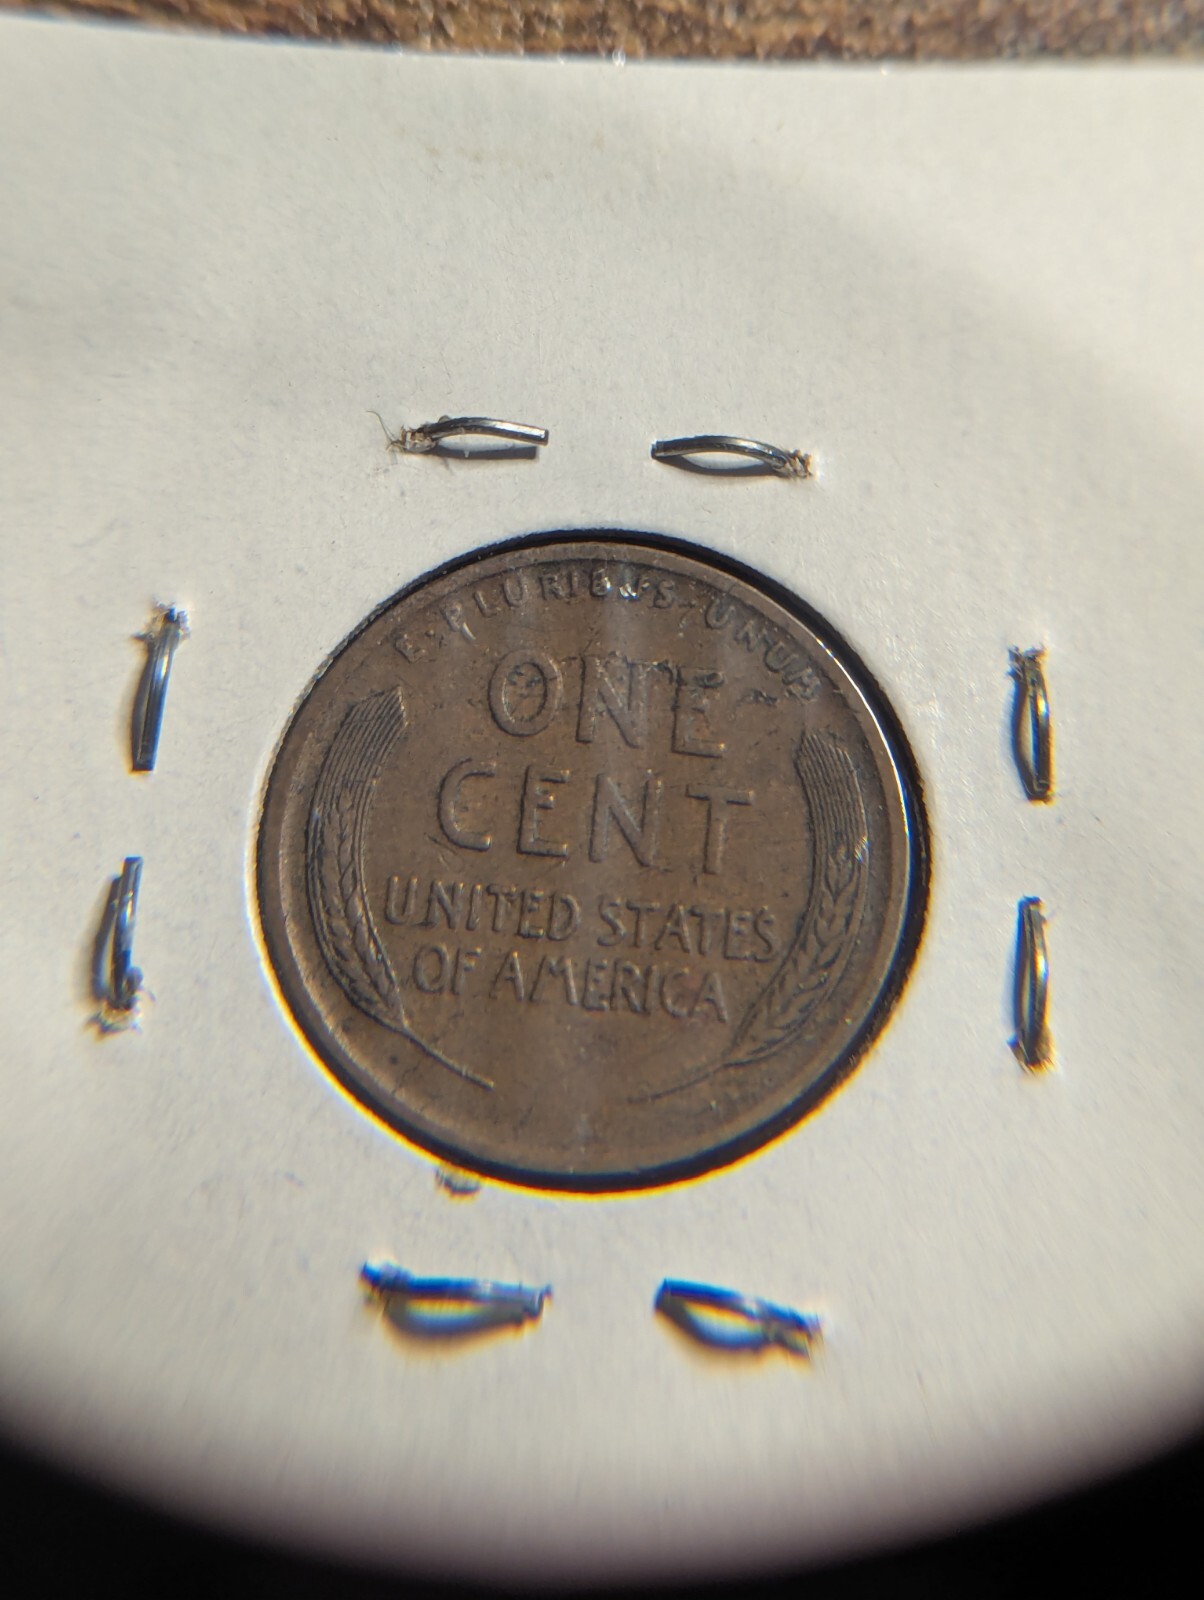 E·PLURIBUS·UNUM
ONE
CENT
UNITED STATES
OF AMERICA